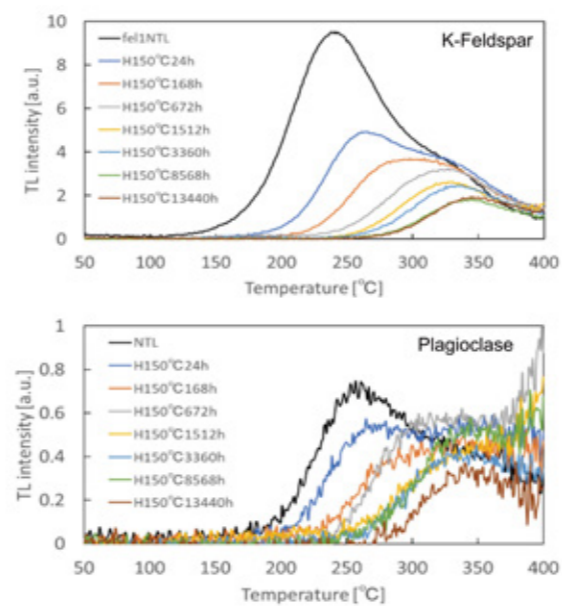 K-Feldspar
fel1NTL
H150℃24h
H150℃168h
H150℃672h
H150℃1512h
H150℃3360h
H150℃8568h
H150℃13440h
TL intensity [a.u.]
10
8
6
4
2
0
50 100 150 200 250 300 350 400
Temperature [℃]
Plagioclase
NTL
H150℃24h
H150℃168h
H150℃672h
H150℃1512h
H150℃3360h
H150℃8568h
H150℃13440h
TL intensity [a.u.]
1
0.8
0.6
0.4
0.2
0
50 100 150 200 250 300 350 400
Temperature [℃]